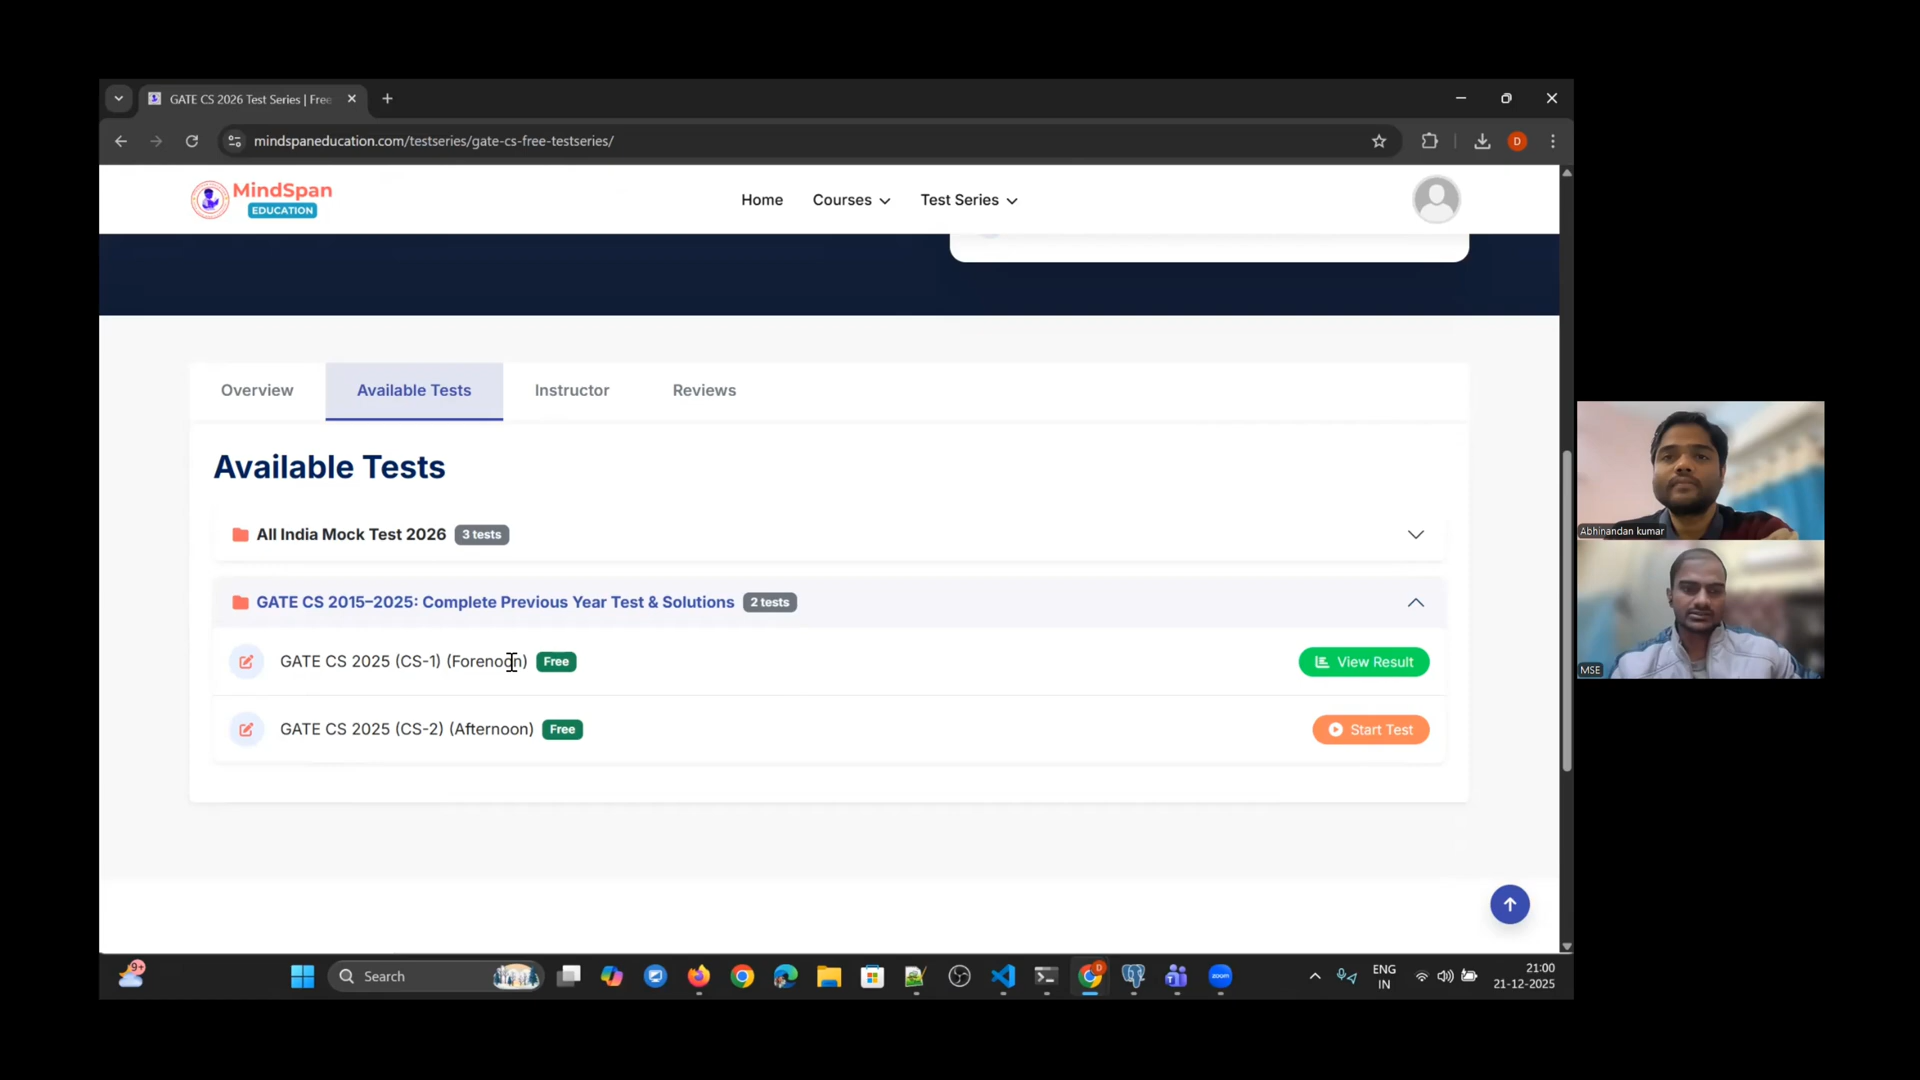 GATE CS 2026 Test Series | Free
mindspaneducation.com/testseries/gate-cs-free-testseries/
D
MindSpan
EDUCATION
Home
Courses
Test Series
Overview
Available Tests
Instructor
Reviews
Available Tests
All India Mock Test 2026
3 tests
GATE CS 2015–2025: Complete Previous Year Test & Solutions
2 tests
GATE CS 2025 (CS-1) (Forenoon)
Free
View Result
GATE CS 2025 (CS-2) (Afternoon)
Free
Start Test
Abhinandan kumar
MSE
9+
Search
D
zoom
ENG
IN
21:00
21-12-2025